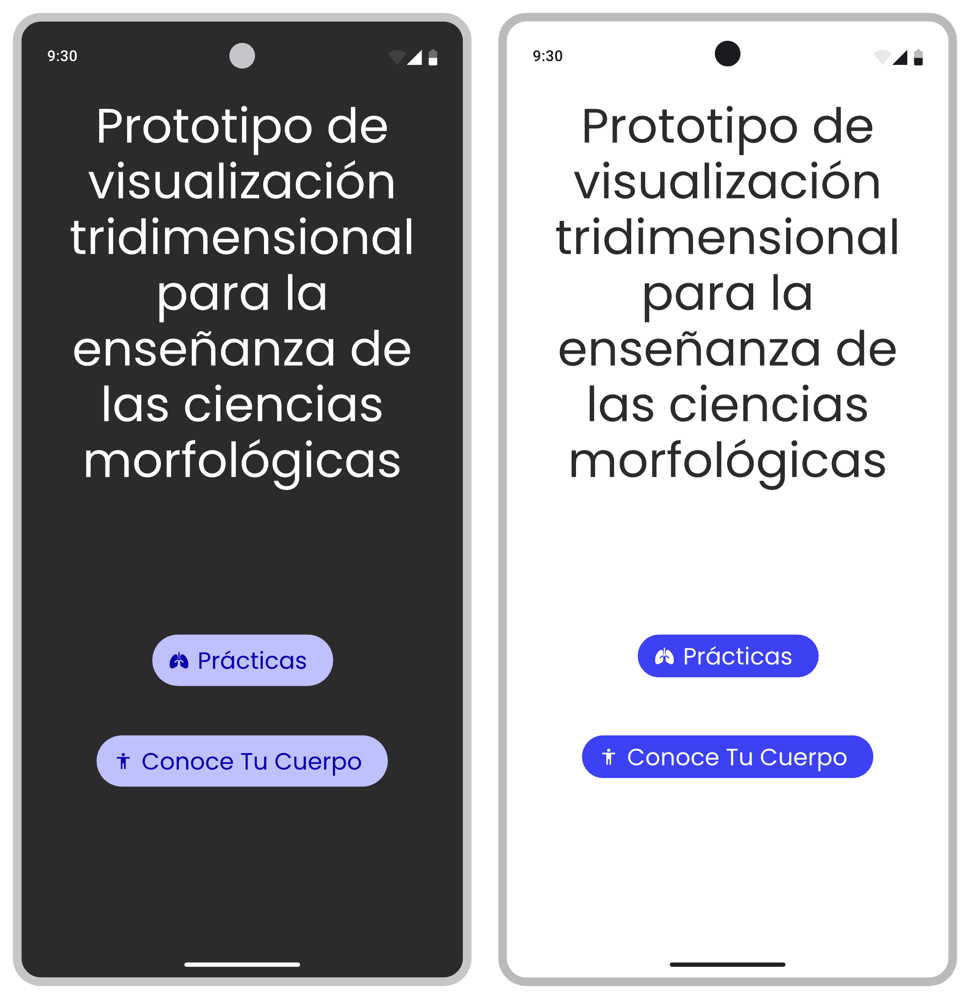 9:30
Prototipo de
visualización
tridimensional
para la
enseñanza de
las ciencias
morfológicas
Prácticas
Conoce Tu Cuerpo
9:30
Prototipo de
visualización
tridimensional
para la
enseñanza de
las ciencias
morfológicas
Prácticas
Conoce Tu Cuerpo